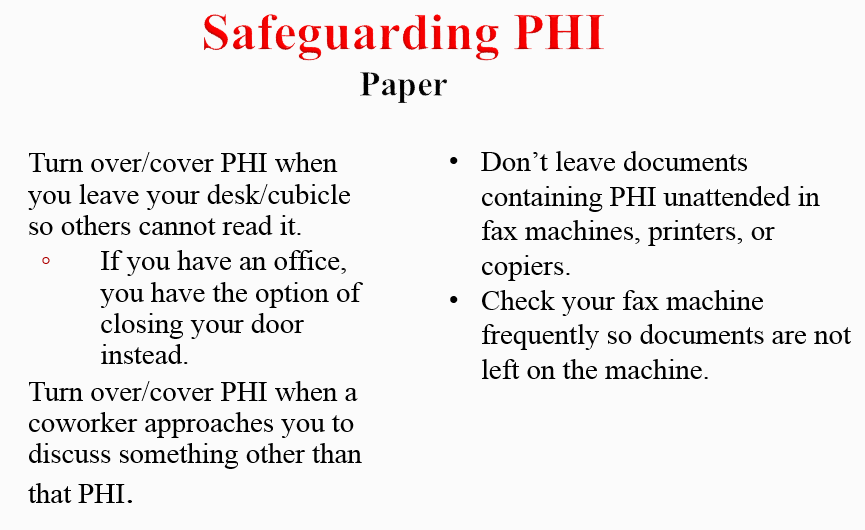 Safeguarding PHI
Paper
Turn over/cover PHI when
you leave your desk/cubicle
so others cannot read it.
◦ If you have an office,
you have the option of
closing your door
instead.
Turn over/cover PHI when a
coworker approaches you to
discuss something other than
that PHI.
• Don’t leave documents
containing PHI unattended in
fax machines, printers, or
copiers.
• Check your fax machine
frequently so documents are not
left on the machine.